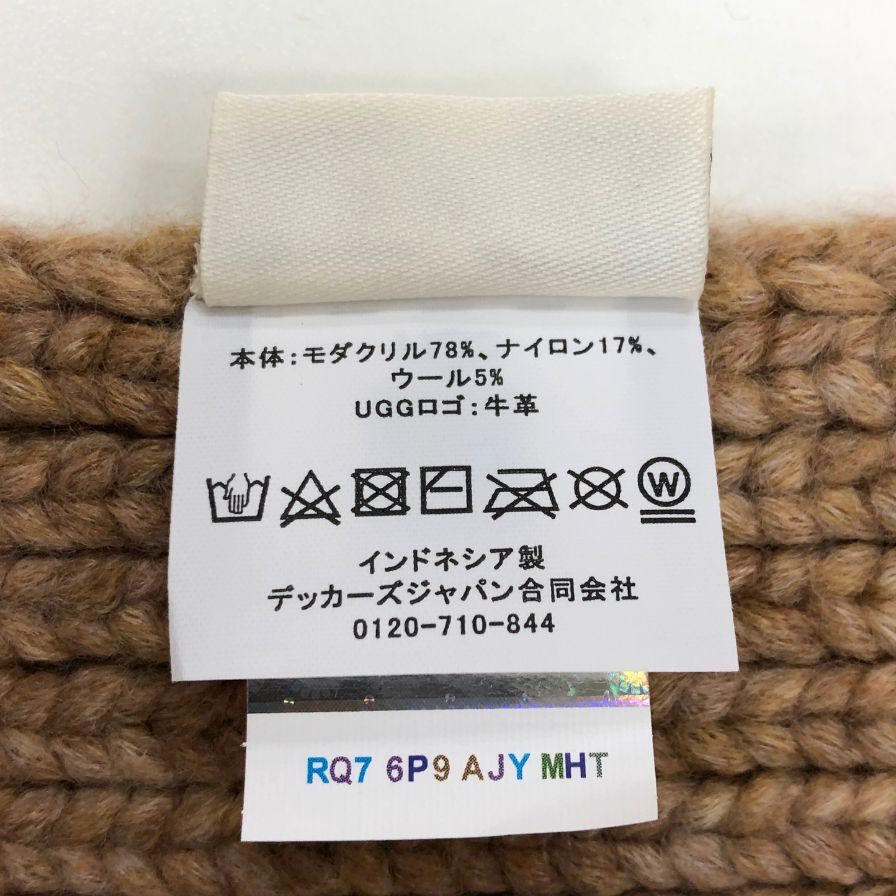 本体:モダクリル78%、ナイロン17%、
ウール5%
UGGロゴ:牛革
W
インドネシア製
デッカーズジャパン合同会社
0120-710-844
RQ7 6P9 AJY MHT